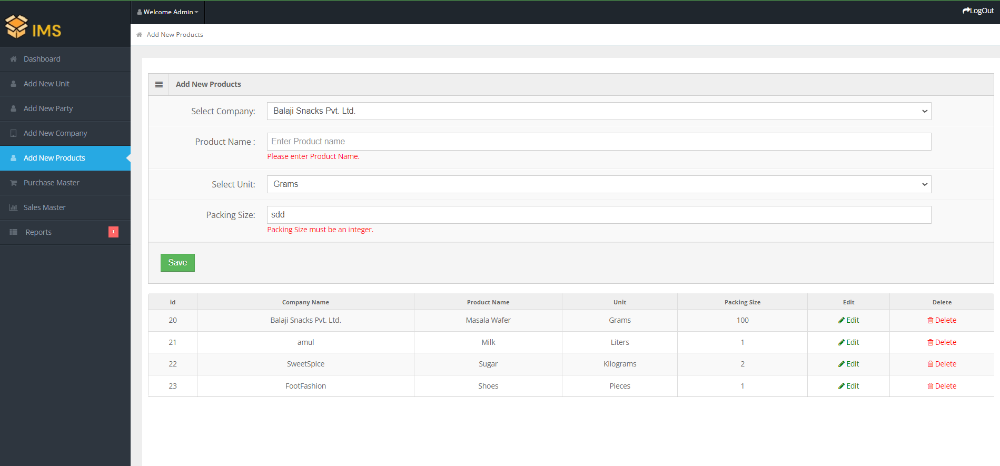 Welcome Admin
LogOut
IMS
Add New Products
Dashboard
Add New Unit
Add New Party
Add New Company
Add New Products
Purchase Master
Sales Master
Reports +
Add New Products
Select Company: Balaji Snacks Pvt. Ltd.
Product Name : Enter Product name
Please enter Product Name.
Select Unit: Grams
Packing Size: sdd
Packing Size must be an integer.
Save
id Company Name Product Name Unit Packing Size Edit Delete
20 Balaji Snacks Pvt. Ltd. Masala Wafer Grams 100 Edit Delete
21 amul Milk Liters 1 Edit Delete
22 SweetSpice Sugar Kilograms 2 Edit Delete
23 FootFashion Shoes Pieces 1 Edit Delete